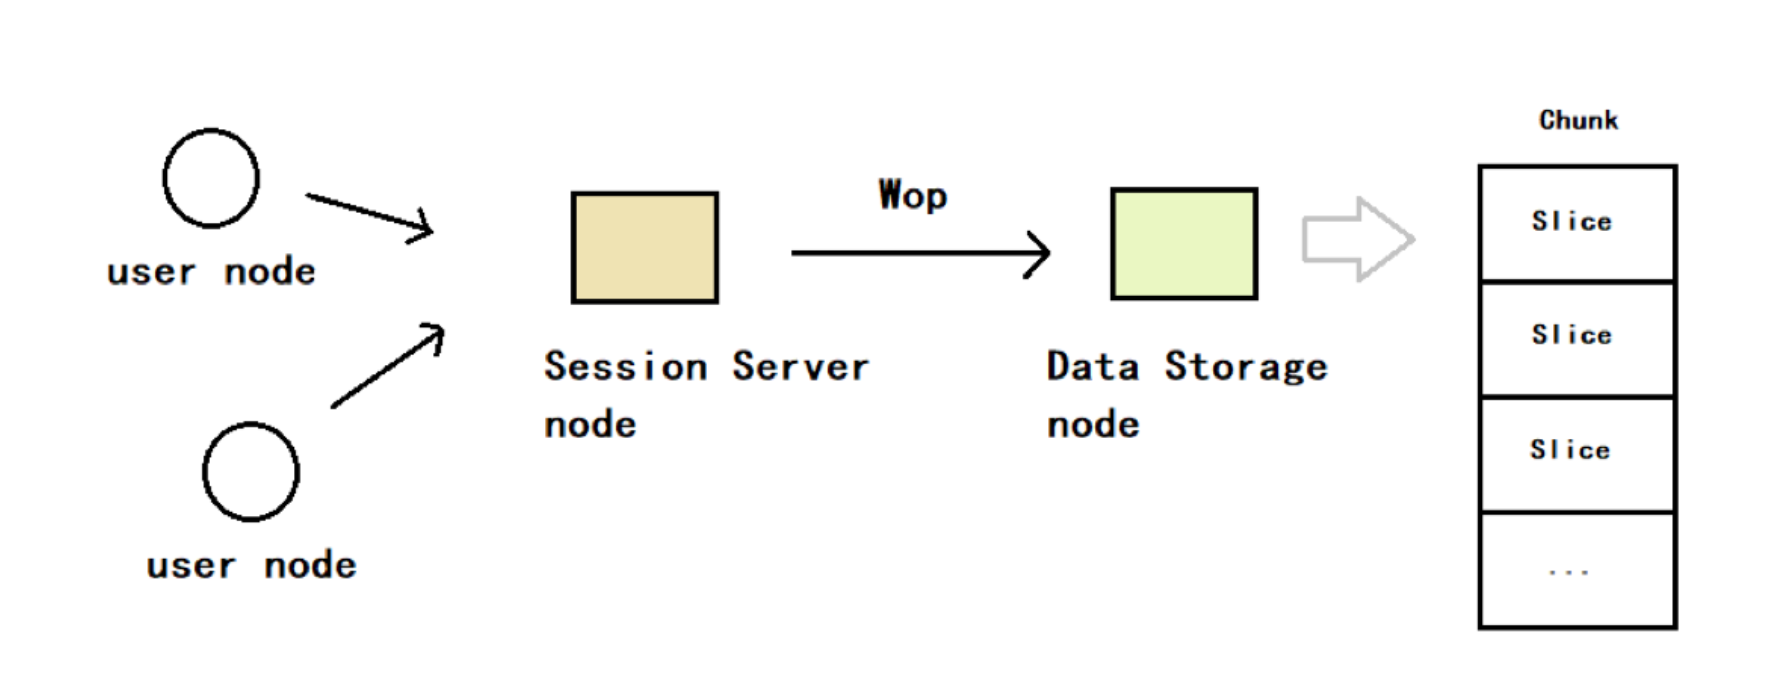 user node
user node
Session Server
node
Wop
Data Storage
node
Chunk
Slice
Slice
Slice
...